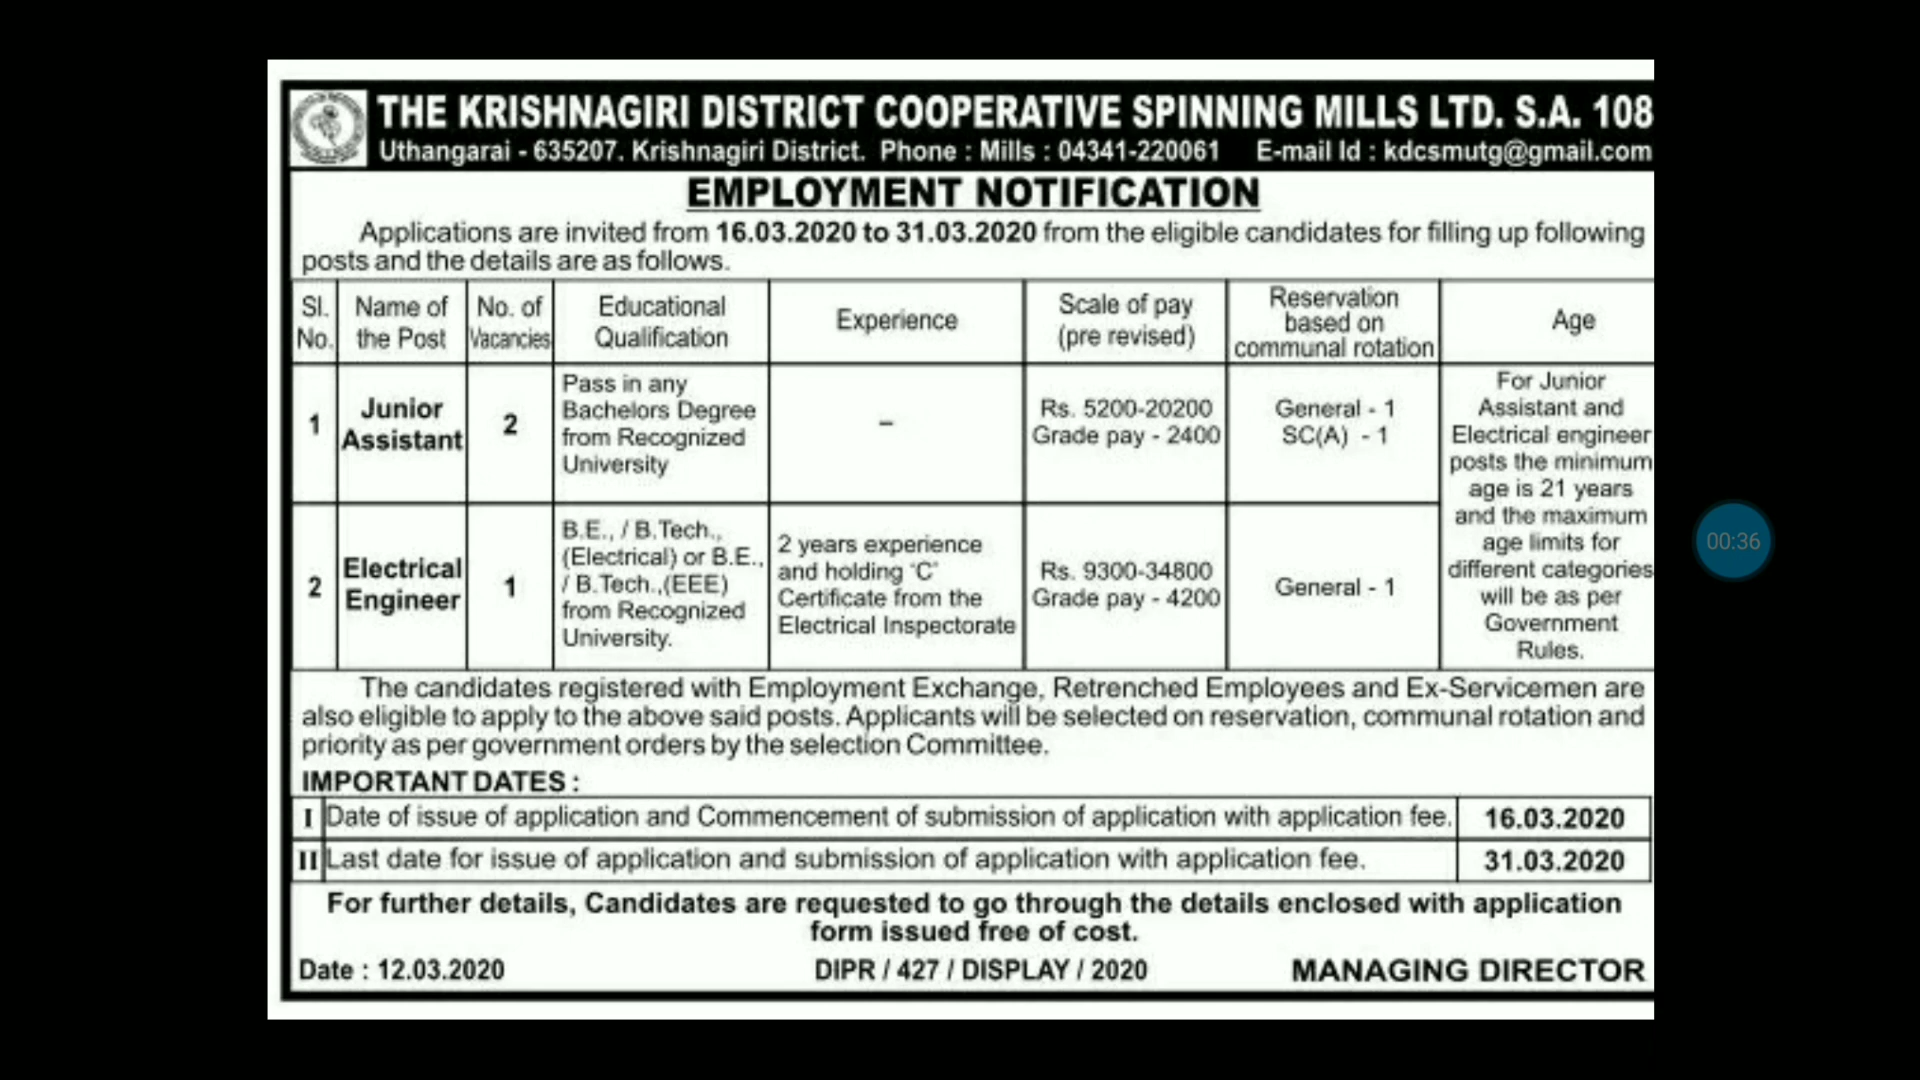 THE KRISHNAGIRI DISTRICT COOPERATIVE SPINNING MILLS LTD. S.A. 108
Uthangarai - 635207. Krishnagiri District. Phone : Mills : 04341-220061 E-mail Id : kdcsmutg@gmail.com
EMPLOYMENT NOTIFICATION
Applications are invited from 16.03.2020 to 31.03.2020 from the eligible candidates for filling up following
posts and the details are as follows.
Sl.
No.
Name of
the Post
No. of
Vacancies
Educational
Qualification
Experience
Scale of pay
(pre revised)
Reservation
based on
communal rotation
Age
1
Junior
Assistant
2
Pass in any
Bachelors Degree
from Recognized
University
–
Rs. 5200-20200
Grade pay - 2400
General - 1
SC(A) - 1
For Junior
Assistant and
Electrical engineer
posts the minimum
age is 21 years
and the maximum
age limits for
different categories
will be as per
Government
Rules.
2
Electrical
Engineer
1
B.E., / B.Tech.,
(Electrical) or B.E.,
/ B.Tech.,(EEE)
from Recognized
University.
2 years experience
and holding 'C'
Certificate from the
Electrical Inspectorate
Rs. 9300-34800
Grade pay - 4200
General - 1
The candidates registered with Employment Exchange, Retrenched Employees and Ex-Servicemen are
also eligible to apply to the above said posts. Applicants will be selected on reservation, communal rotation and
priority as per government orders by the selection Committee.
IMPORTANT DATES :
I Date of issue of application and Commencement of submission of application with application fee. 16.03.2020
II Last date for issue of application and submission of application with application fee. 31.03.2020
For further details, Candidates are requested to go through the details enclosed with application
form issued free of cost.
Date : 12.03.2020 DIPR / 427 / DISPLAY / 2020 MANAGING DIRECTOR
00:36